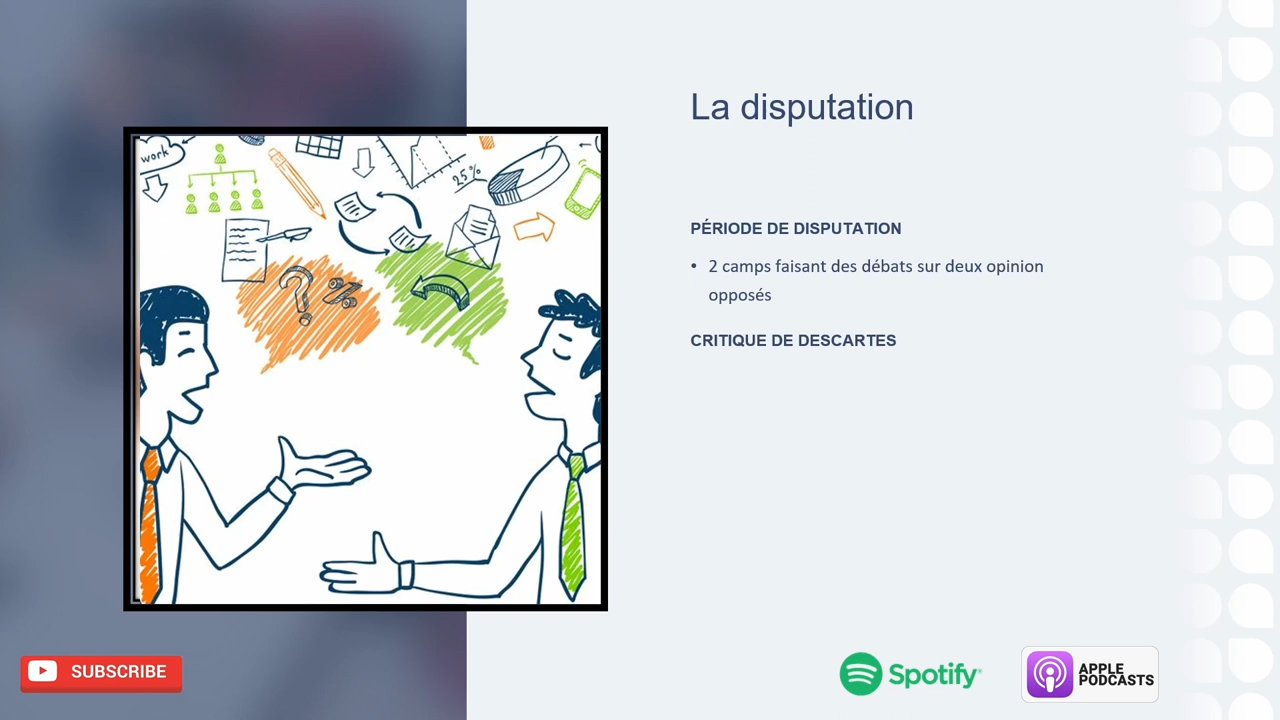 La disputation
PÉRIODE DE DISPUTATION
• 2 camps faisant des débats sur deux opinion
opposés
CRITIQUE DE DESCARTES
work
25%
? %
SUBSCRIBE
Spotify®
APPLE
PODCASTS